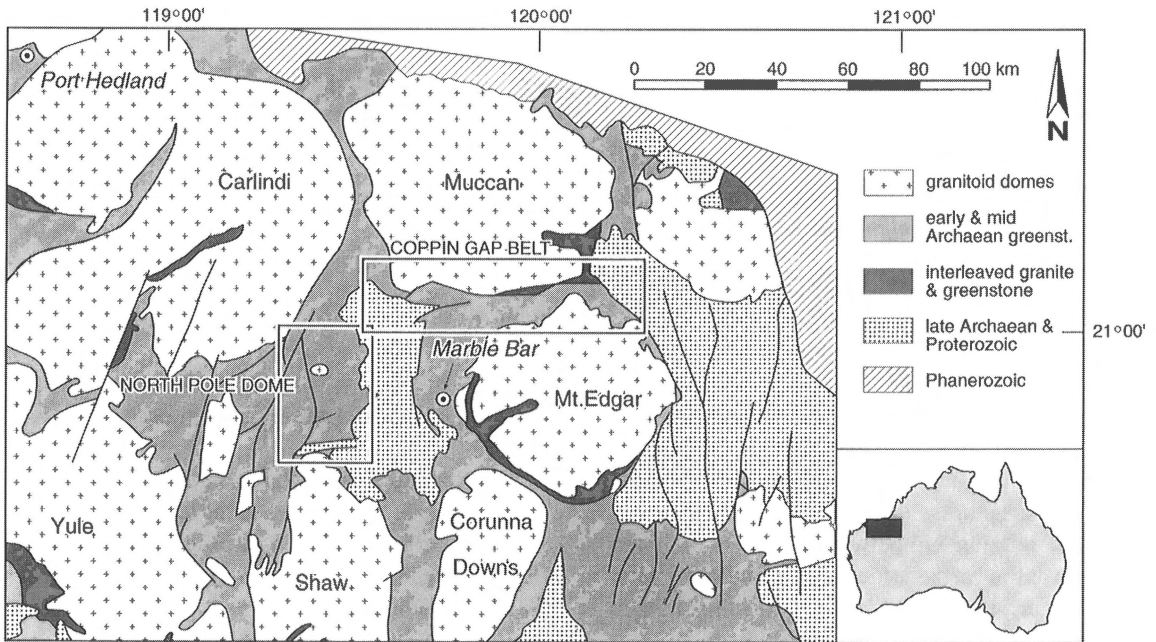 119°00'
120°00'
121°00'
0 20 40 60 80 100 km
N
Port Hedland
Carlindi
Muccan
COPPIN GAP BELT
Marble Bar
NORTH POLE DOME
Mt.Edgar
Yule
Shaw
Corunna
Downs
granitoid domes
early & mid
Archaean greenst.
interleaved granite
& greenstone
late Archaean &
Proterozoic
Phanerozoic
21°00'